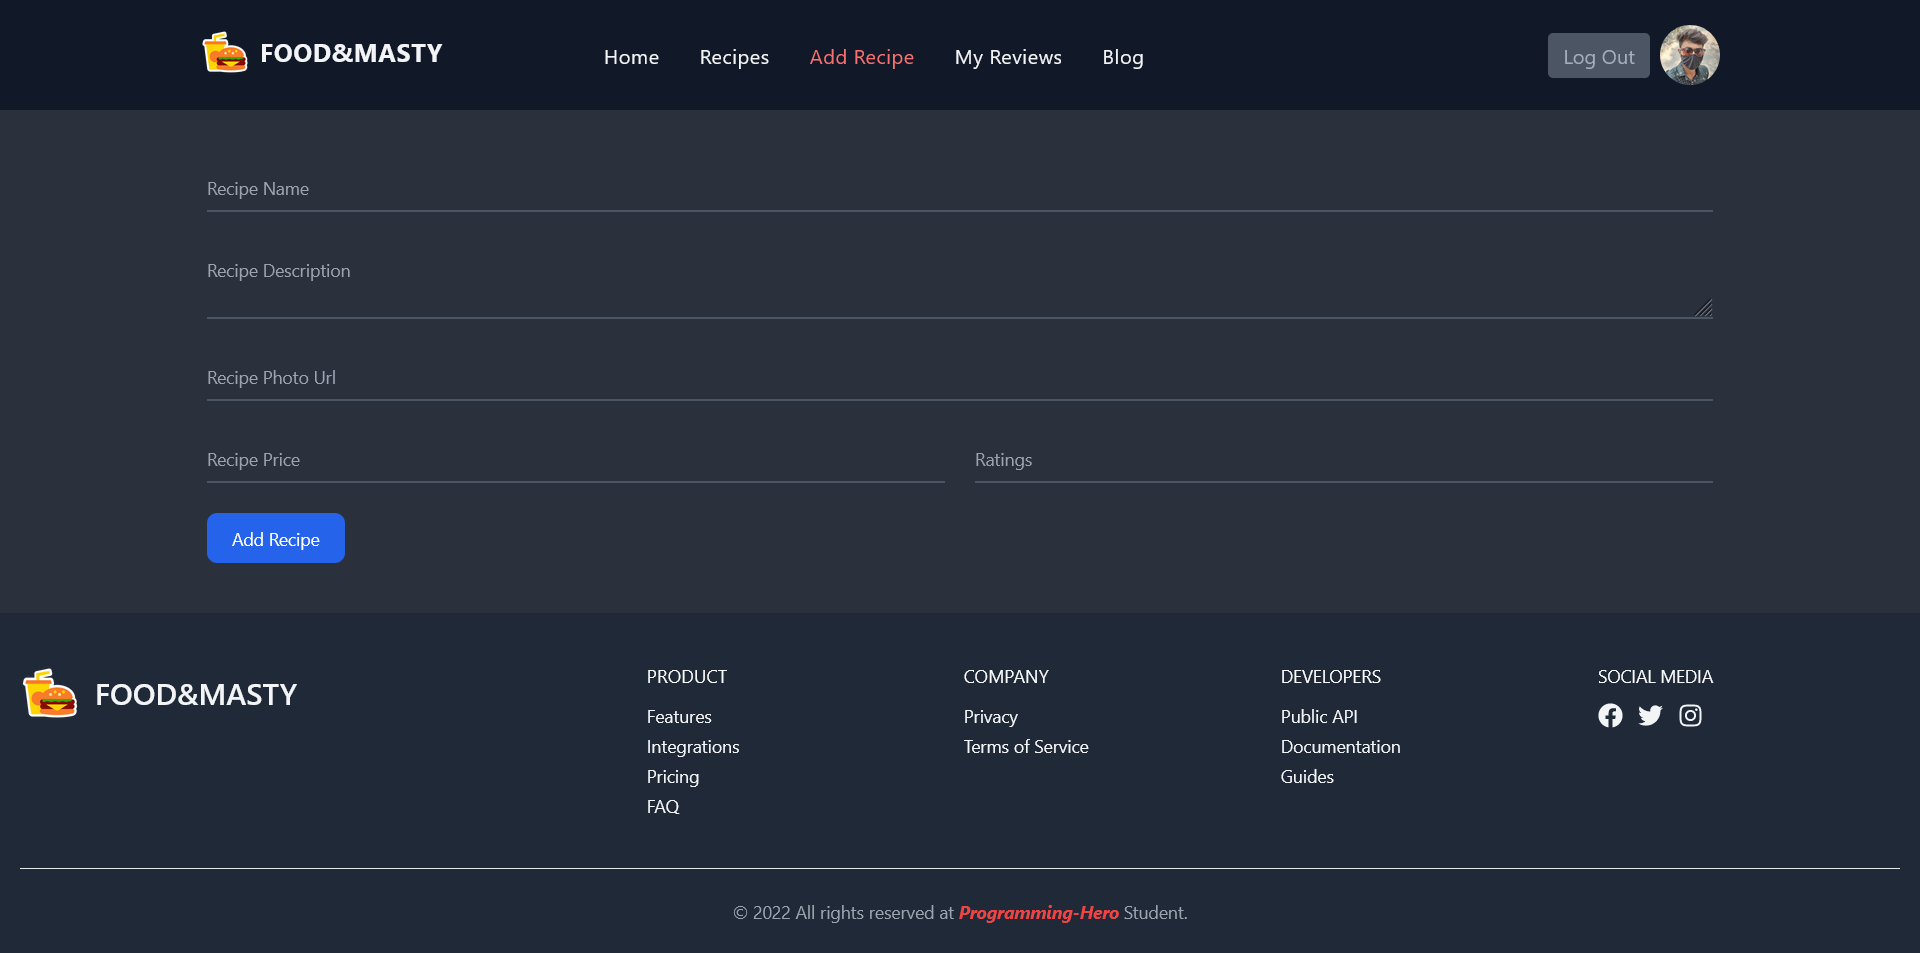 FOOD&MASTY
Home Recipes Add Recipe My Reviews Blog
Log Out
Recipe Name
Recipe Description
Recipe Photo Url
Recipe Price
Ratings
Add Recipe
FOOD&MASTY
PRODUCT
Features
Integrations
Pricing
FAQ
COMPANY
Privacy
Terms of Service
DEVELOPERS
Public API
Documentation
Guides
SOCIAL MEDIA
© 2022 All rights reserved at Programming-Hero Student.